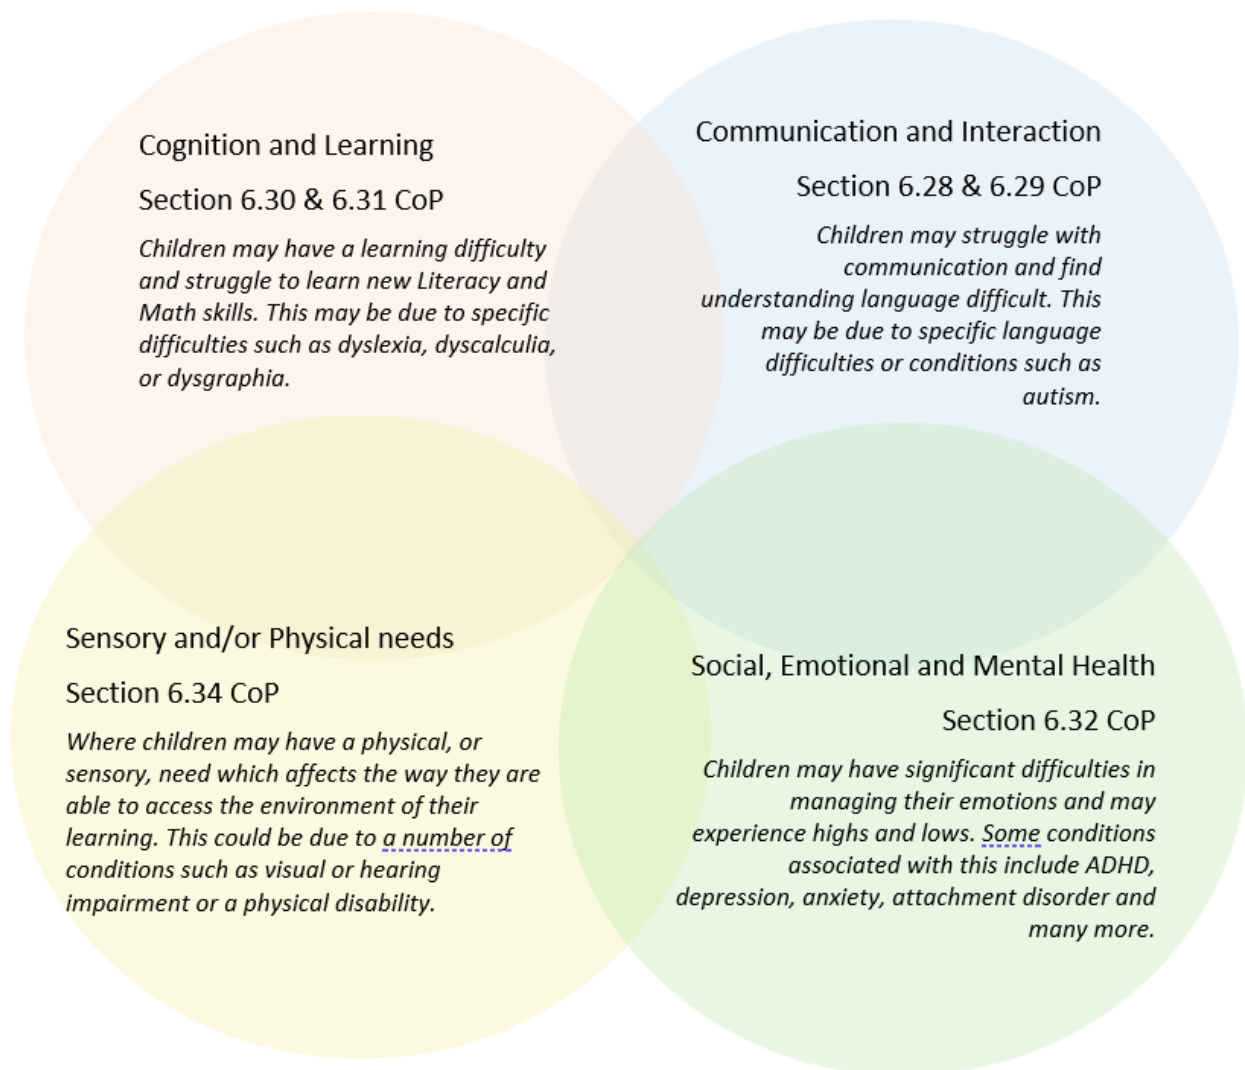 Cognition and Learning
Section 6.30 & 6.31 CoP
Children may have a learning difficulty
and struggle to learn new Literacy and
Math skills. This may be due to specific
difficulties such as dyslexia, dyscalculia,
or dysgraphia.
Communication and Interaction
Section 6.28 & 6.29 CoP
Children may struggle with
communication and find
understanding language difficult. This
may be due to specific language
difficulties or conditions such as
autism.
Sensory and/or Physical needs
Section 6.34 CoP
Where children may have a physical, or
sensory, need which affects the way they are
able to access the environment of their
learning. This could be due to a number of
conditions such as visual or hearing
impairment or a physical disability.
Social, Emotional and Mental Health
Section 6.32 CoP
Children may have significant difficulties in
managing their emotions and may
experience highs and lows. Some conditions
associated with this include ADHD,
depression, anxiety, attachment disorder and
many more.